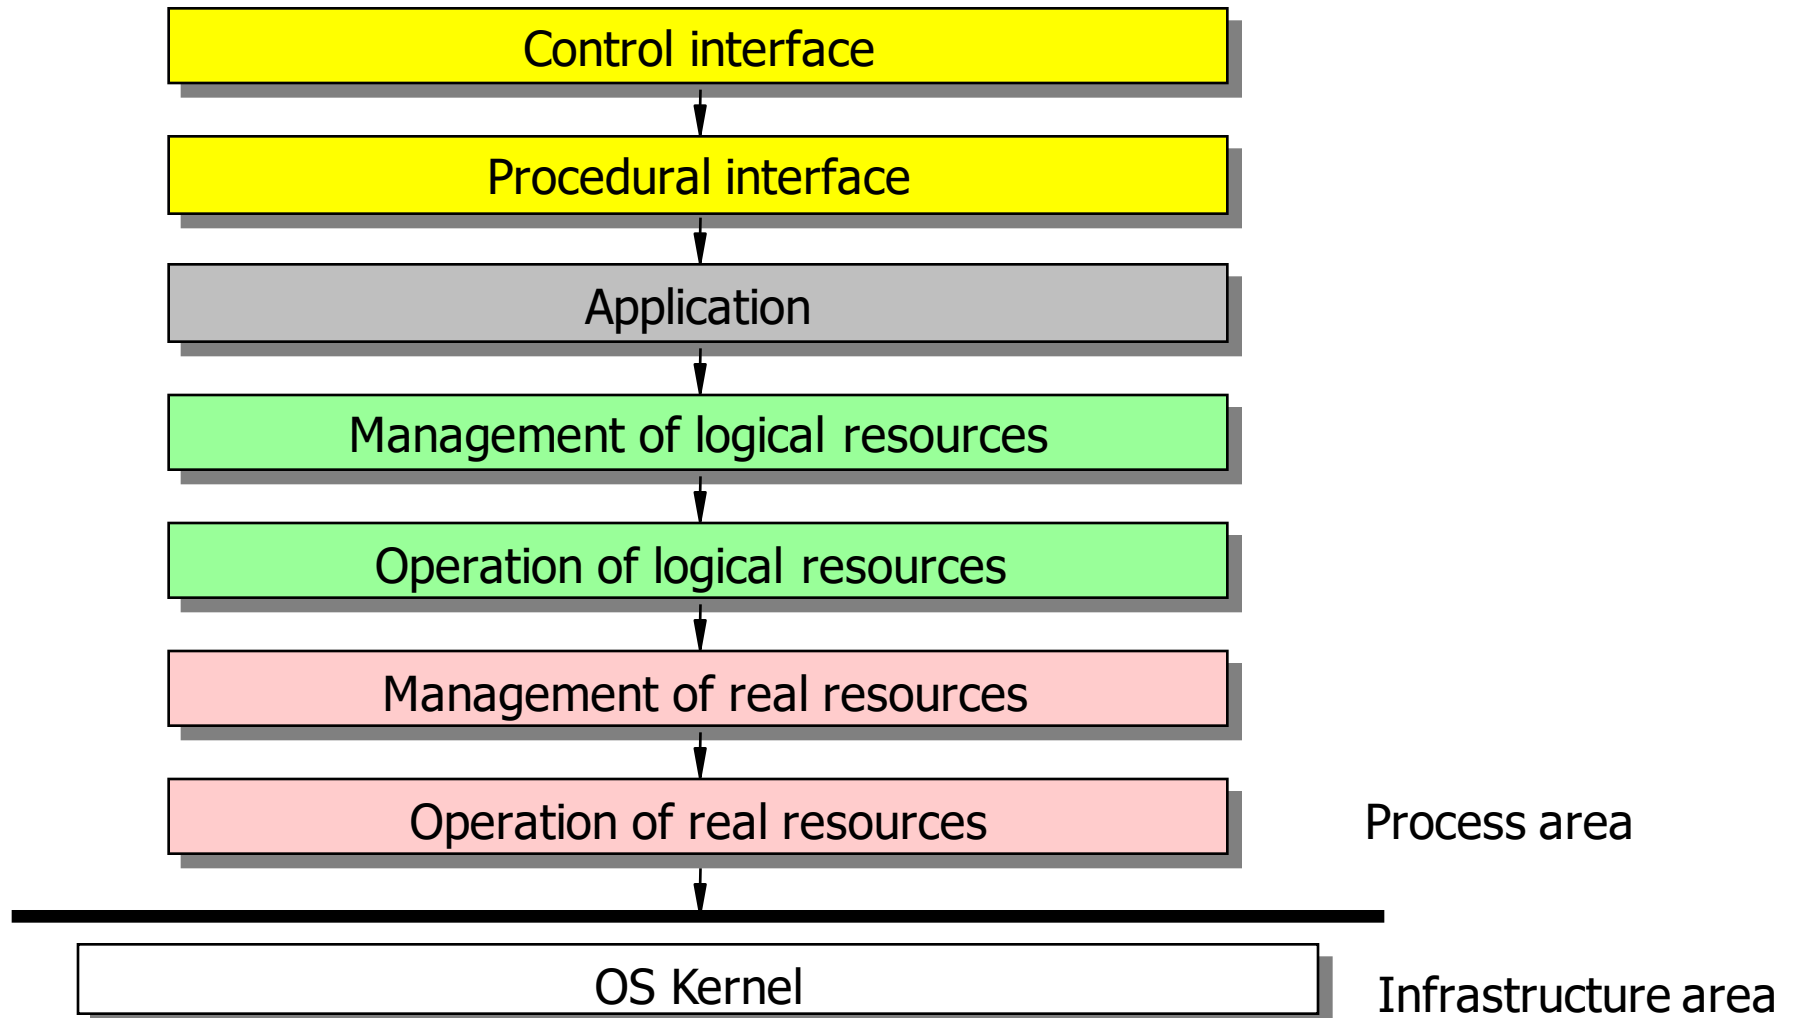 Control interface
Procedural interface
Application
Management of logical resources
Operation of logical resources
Management of real resources
Operation of real resources
Process area
OS Kernel
Infrastructure area